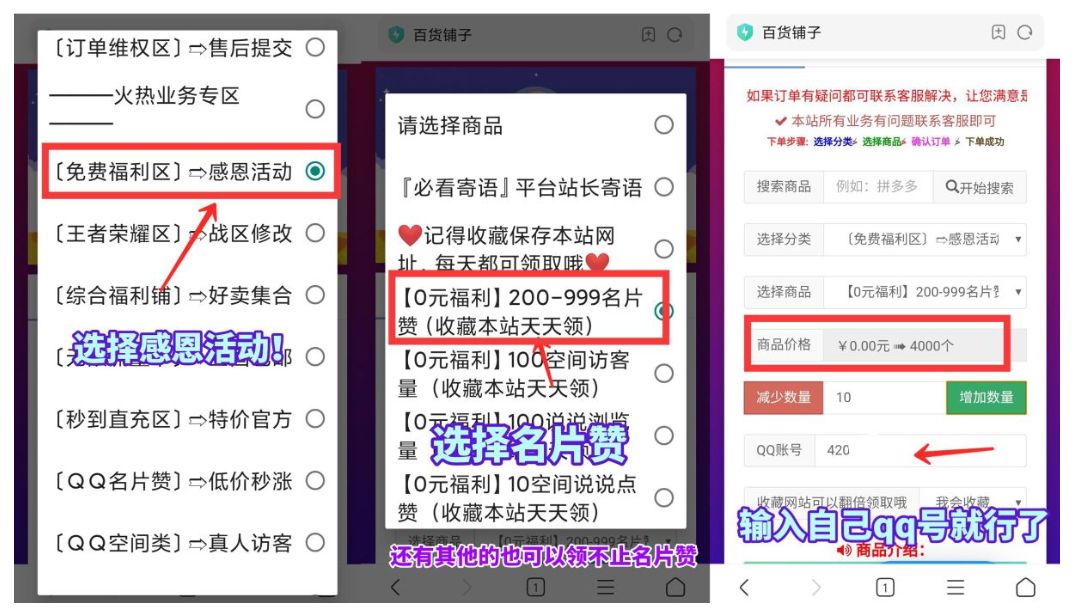 〔订单维权区〕⇨售后提交
————火热业务专区
————
〔免费福利区〕⇨感恩活动
〔王者荣耀区〕⇨战区修改
〔综合福利铺〕⇨好卖集合
选择感恩活动!
〔秒到直充区〕⇨特价官方
〔QQ名片赞〕⇨低价秒涨
〔QQ空间类〕⇨真人访客
百货铺子
请选择商品
『必看寄语』平台站长寄语
❤记得收藏保存本站网
址，每天都可领取哦❤
【0元福利】200-999名片
赞（收藏本站天天领）
【0元福利】100空间访客
量（收藏本站天天领）
【0元福利】100说说浏览
量
选择名片赞
【0元福利】10空间说说点
赞（收藏本站天天领）
选择商品 【0元福利】200-999名片赞
还有其他的也可以领不止名片赞
1
百货铺子
如果订单有疑问都可联系客服解决，让您满意是
✔本站所有业务有问题联系客服即可
下单步骤: 选择分类⚡ 选择商品⚡ 确认订单 ⚡ 下单成功
搜索商品 例如：拼多多 开始搜索
选择分类 〔免费福利区〕⇨感恩活动
选择商品 【0元福利】200-999名片赞
商品价格 ￥0.00元 ➠ 4000个
减少数量 10 增加数量
QQ账号 420
收藏网站可以翻倍领取哦 我会收藏
输入自己qq号就行了
商品介绍：
1